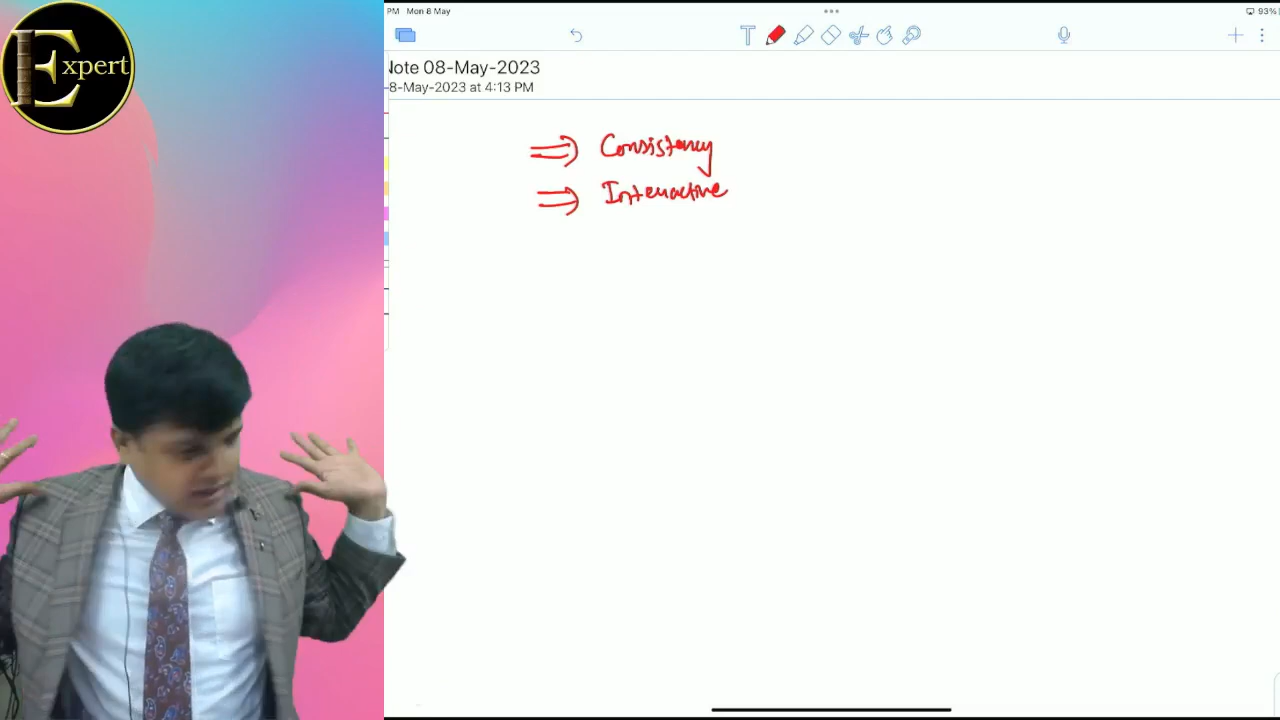 Expert
PM Mon 8 May
93%
Note 08-May-2023
8-May-2023 at 4:13 PM
T
⇒ Consistency
⇒ Interactive